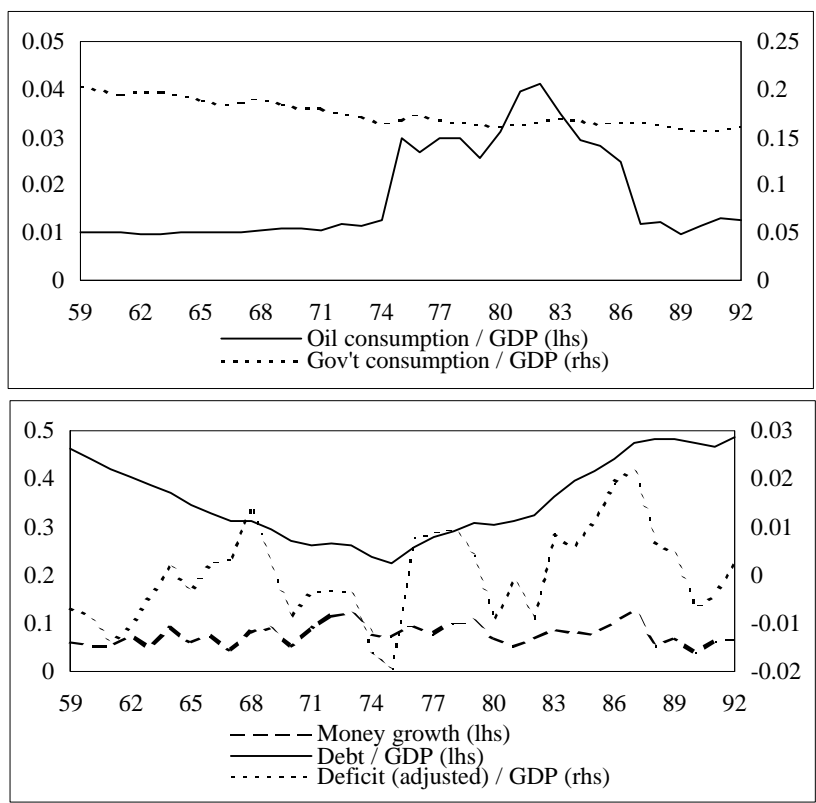 0.05 0.25
0.04 0.2
0.03 0.15
0.02 0.1
0.01 0.05
0 0
59 62 65 68 71 74 77 80 83 86 89 92
Oil consumption / GDP (lhs)
Gov't consumption / GDP (rhs)
0.5 0.03
0.4 0.02
0.3 0.01
0.2 0
0.1 -0.01
0 -0.02
59 62 65 68 71 74 77 80 83 86 89 92
Money growth (lhs)
Debt / GDP (lhs)
Deficit (adjusted) / GDP (rhs)